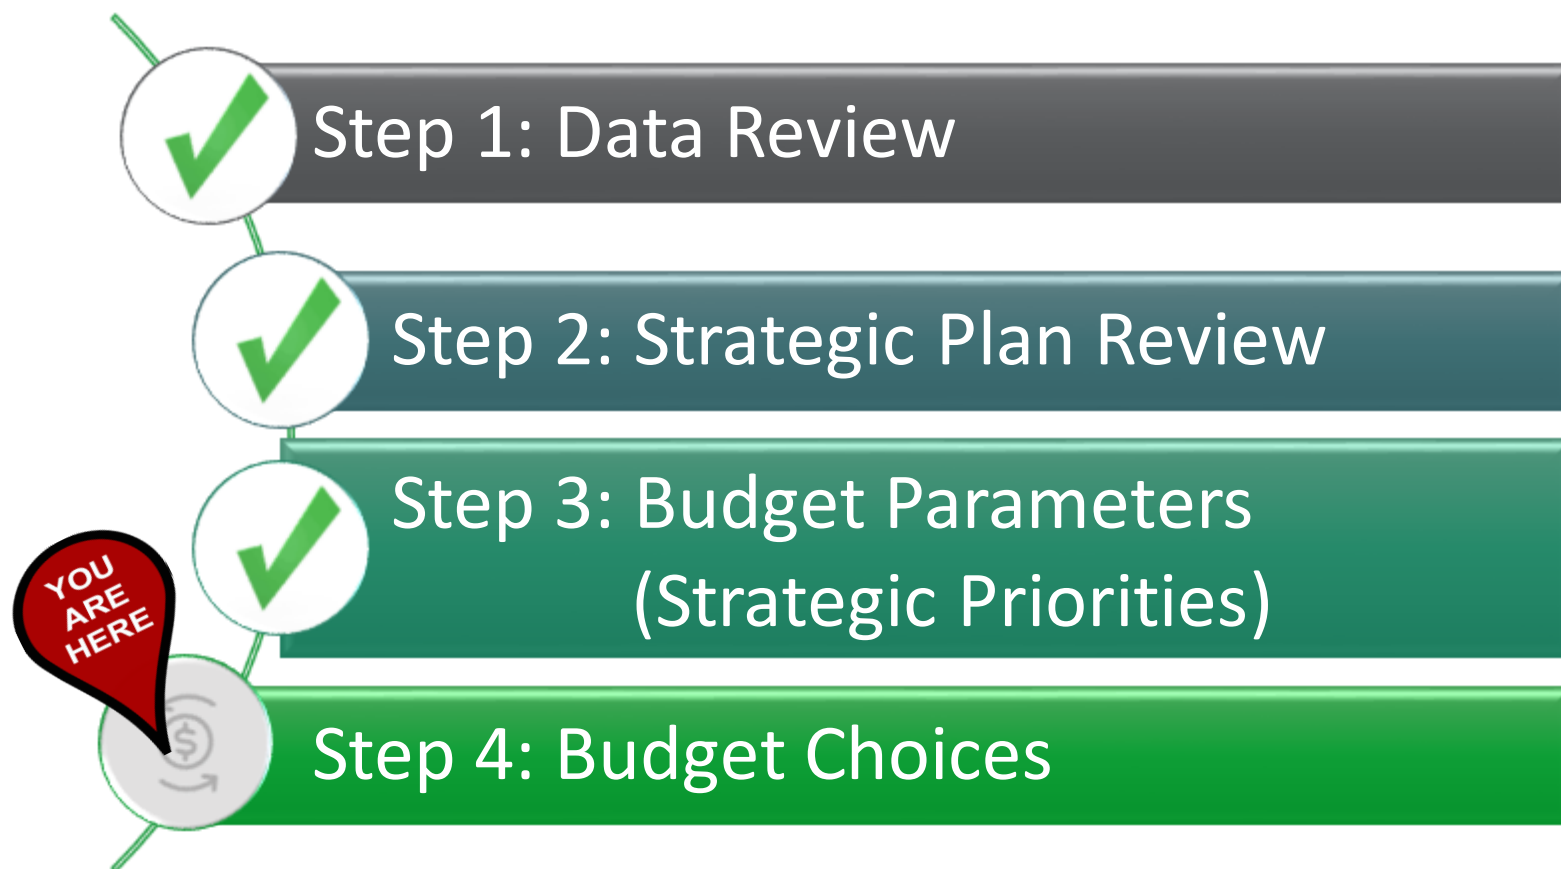 Step 1: Data Review
Step 2: Strategic Plan Review
Step 3: Budget Parameters
(Strategic Priorities)
YOU
ARE
HERE
$
Step 4: Budget Choices